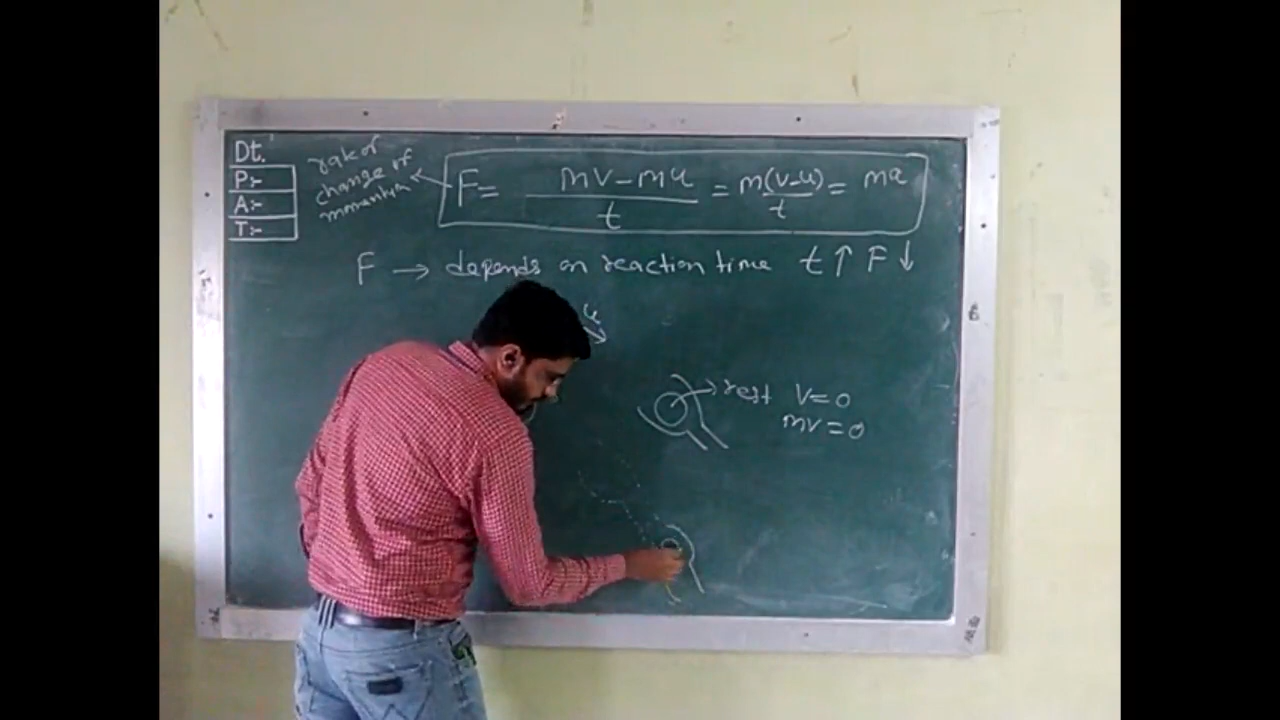 Dt.
P:-
A:-
T:-
rate of
change of
momentum
F = mv - mu / t = m(v-u) / t = ma
F → depends on reaction time t↑ F↓
u
rest v=0
mv=0